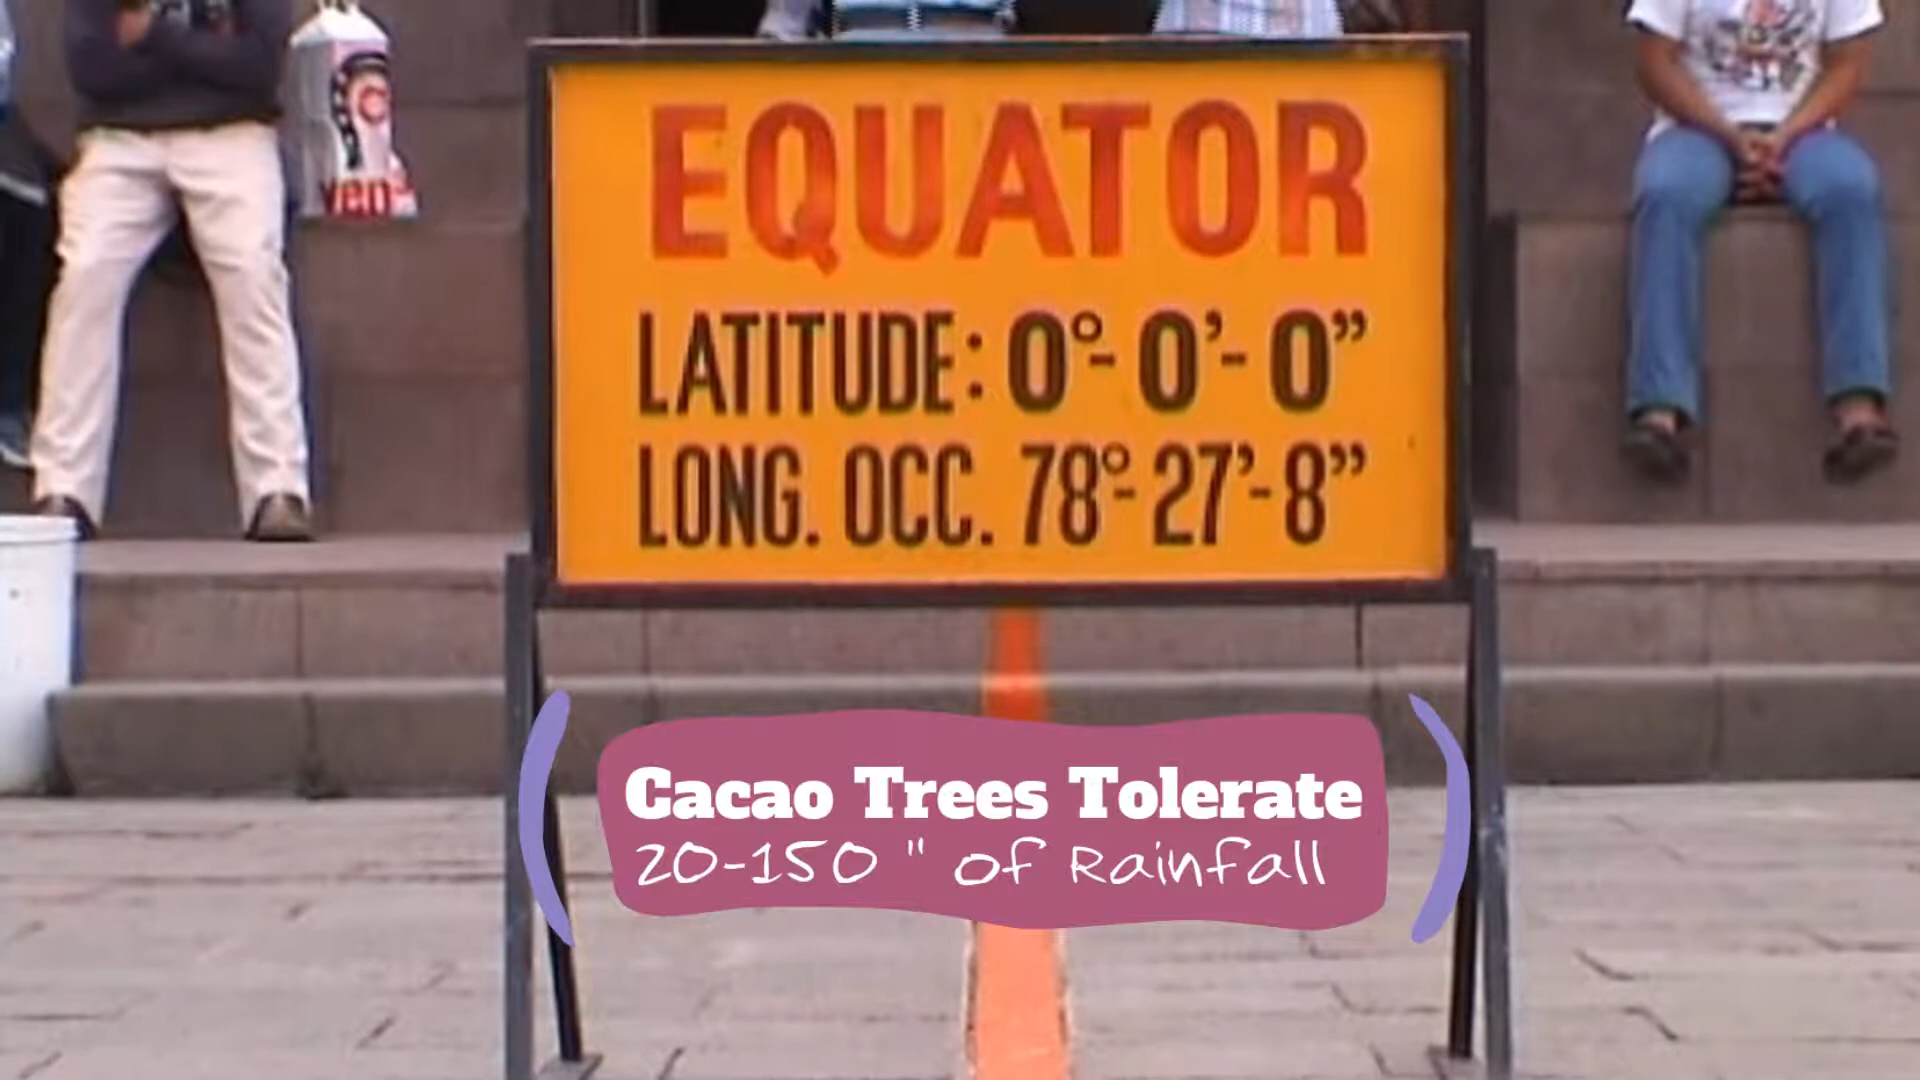 EQUATOR
LATITUDE: 0°- 0’- 0”
LONG. OCC. 78°- 27’- 8”
Cacao Trees Tolerate
20-150 " of Rainfall